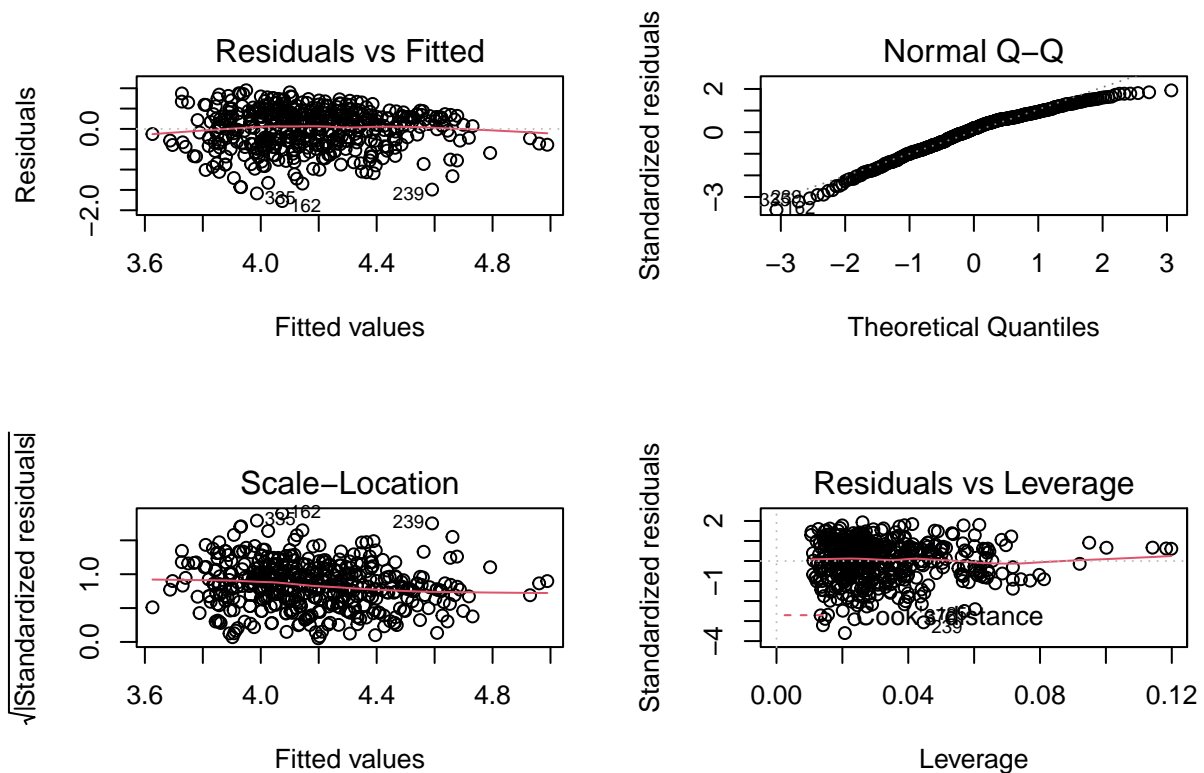 Residuals vs Fitted
Residuals
0.0
−2.0
335
162
239
3.6 4.0 4.4 4.8
Fitted values
Normal Q−Q
Standardized residuals
2
0
−3
335
239
162
−3 −2 −1 0 1 2 3
Theoretical Quantiles
Scale−Location
√|Standardized residuals|
1.0
0.0
335
162
239
3.6 4.0 4.4 4.8
Fitted values
Residuals vs Leverage
Standardized residuals
2
−1
−4
Cook's distance
239
0.00 0.04 0.08 0.12
Leverage